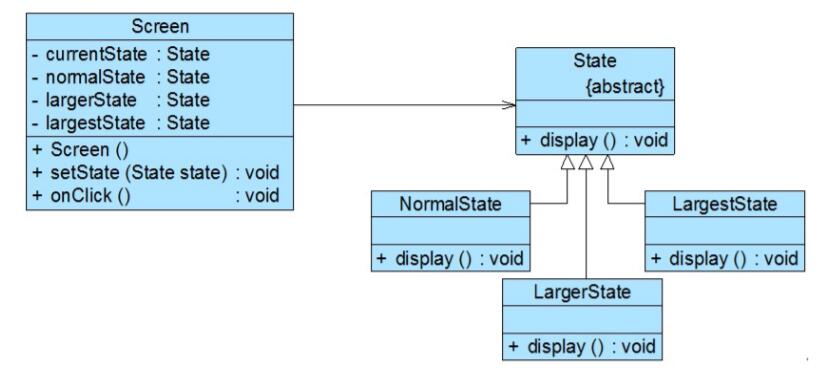 Screen
- currentState : State
- normalState : State
- largerState : State
- largestState : State
+ Screen ()
+ setState (State state) : void
+ onClick () : void
State
{abstract}
+ display () : void
NormalState
+ display () : void
LargestState
+ display () : void
LargerState
+ display () : void